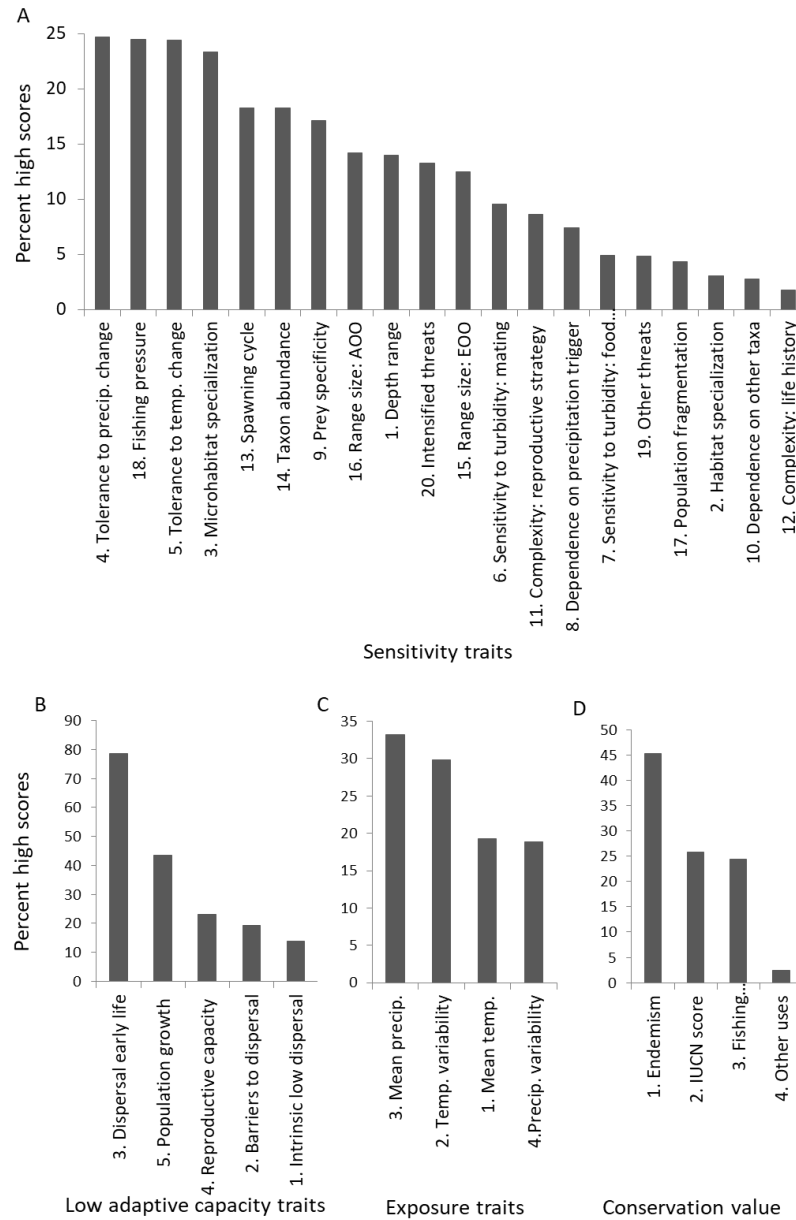 A
Percent high scores
25
20
15
10
5
0
4. Tolerance to precip. change
18. Fishing pressure
5. Tolerance to temp. change
3. Microhabitat specialization
13. Spawning cycle
14. Taxon abundance
9. Prey specificity
16. Range size: AOO
1. Depth range
20. Intensified threats
15. Range size: EOO
6. Sensitivity to turbidity: mating
11. Complexity: reproductive strategy
8. Dependence on precipitation trigger
7. Sensitivity to turbidity: food...
19. Other threats
17. Population fragmentation
2. Habitat specialization
10. Dependence on other taxa
12. Complexity: life history
Sensitivity traits
B
Percent high scores
90
80
70
60
50
40
30
20
10
0
3. Dispersal early life
5. Population growth
4. Reproductive capacity
2. Barriers to dispersal
1. Intrinsic low dispersal
Low adaptive capacity traits
C
35
30
25
20
15
10
5
0
3. Mean precip.
2. Temp. variability
1. Mean temp.
4.Precip. variability
Exposure traits
D
50
45
40
35
30
25
20
15
10
5
0
1. Endemism
2. IUCN score
3. Fishing...
4. Other uses
Conservation value